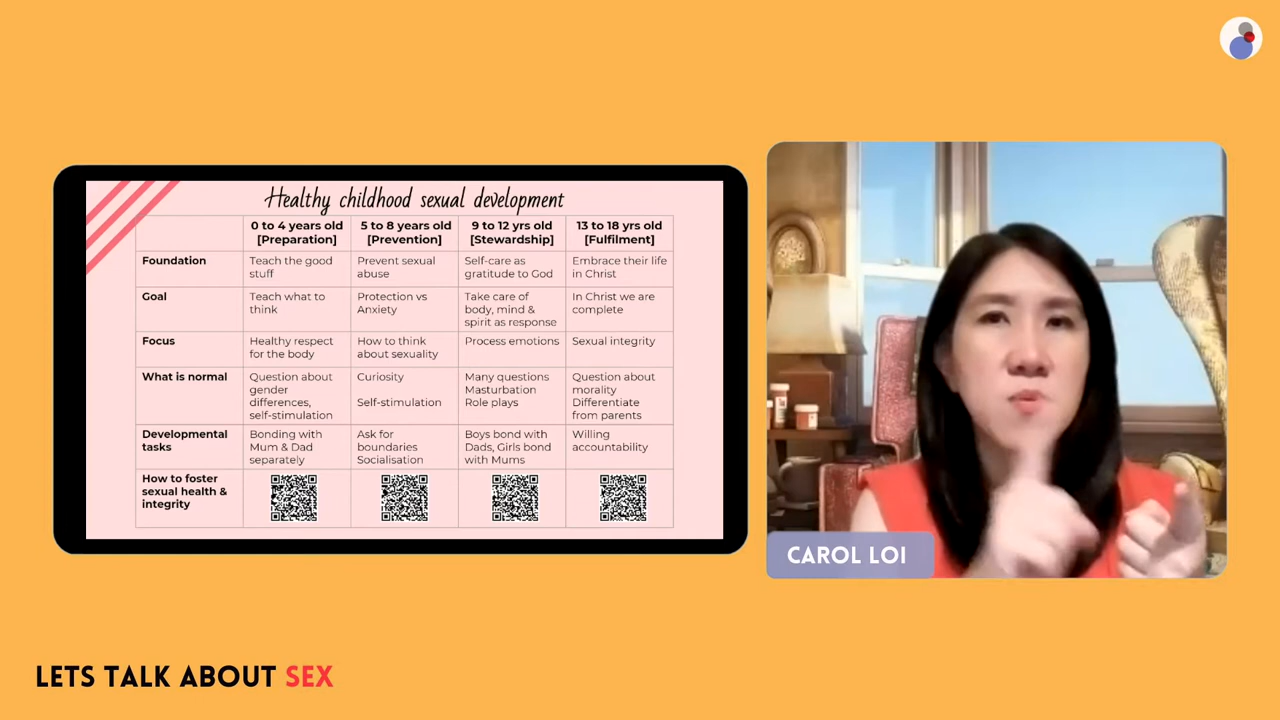 Healthy childhood sexual development
0 to 4 years old
[Preparation]
5 to 8 years old
[Prevention]
9 to 12 yrs old
[Stewardship]
13 to 18 yrs old
[Fulfilment]
Foundation
Teach the good
stuff
Prevent sexual
abuse
Self-care as
gratitude to God
Embrace their life
in Christ
Goal
Teach what to
think
Protection vs
Anxiety
Take care of
body, mind &
spirit as response
In Christ we are
complete
Focus
Healthy respect
for the body
How to think
about sexuality
Process emotions
Sexual integrity
What is normal
Question about
gender
differences,
self-stimulation
Curiosity
Self-stimulation
Many questions
Masturbation
Role plays
Question about
morality
Differentiate
from parents
Developmental
tasks
Bonding with
Mum & Dad
separately
Ask for
boundaries
Socialisation
Boys bond with
Dads, Girls bond
with Mums
Willing
accountability
How to foster
sexual health &
integrity
CAROL LOI
LETS TALK ABOUT SEX